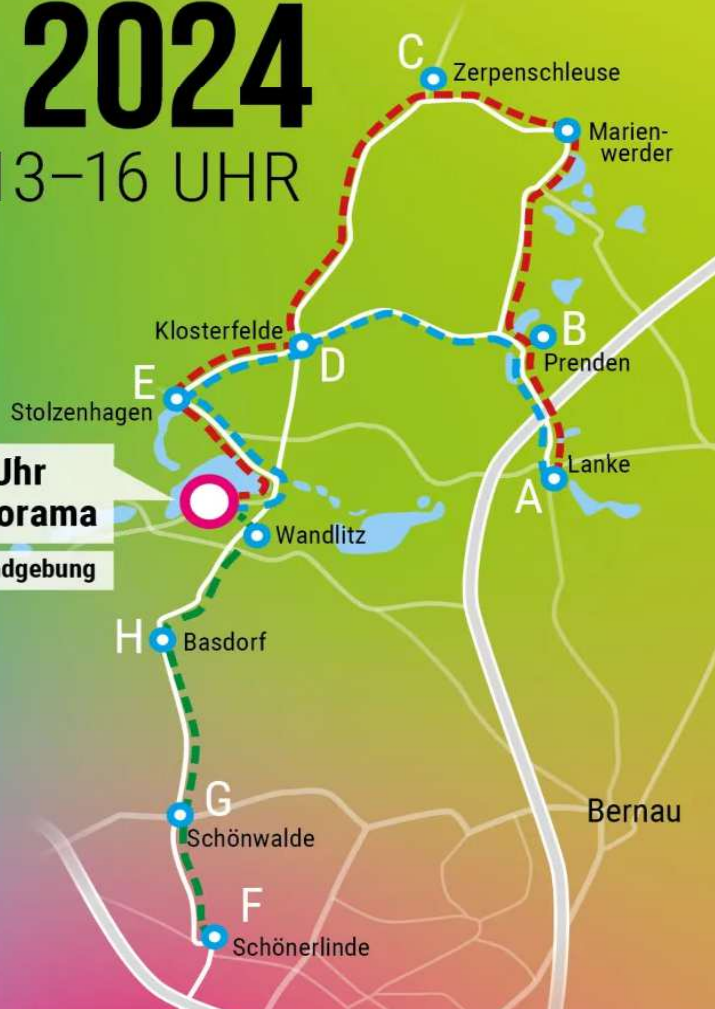 2024
13–16 UHR
C
Zerpenschleuse
Marien-
werder
Klosterfelde
D
B
Prenden
E
Stolzenhagen
Lanke
A
Uhr
orama
dgebung
Wandlitz
H
Basdorf
G
Schönwalde
Bernau
F
Schönerlinde